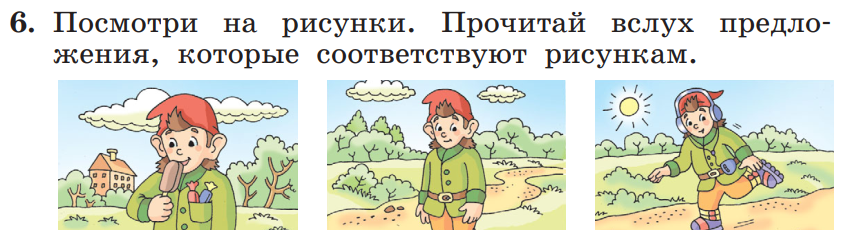 6. Посмотри на рисунки. Прочитай вслух предло-
жения, которые соответствуют рисункам.